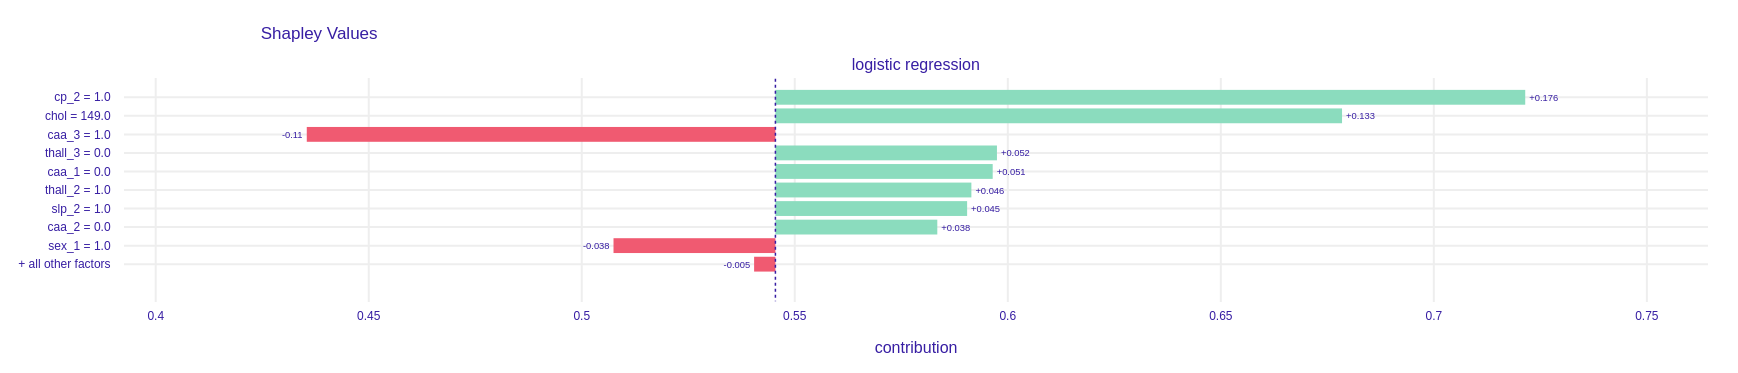 Shapley Values
logistic regression
cp_2 = 1.0 +0.176
chol = 149.0 +0.133
caa_3 = 1.0 -0.11
thall_3 = 0.0 +0.052
caa_1 = 0.0 +0.051
thall_2 = 1.0 +0.046
slp_2 = 1.0 +0.045
caa_2 = 0.0 +0.038
sex_1 = 1.0 -0.038
+ all other factors -0.005
0.4 0.45 0.5 0.55 0.6 0.65 0.7 0.75
contribution